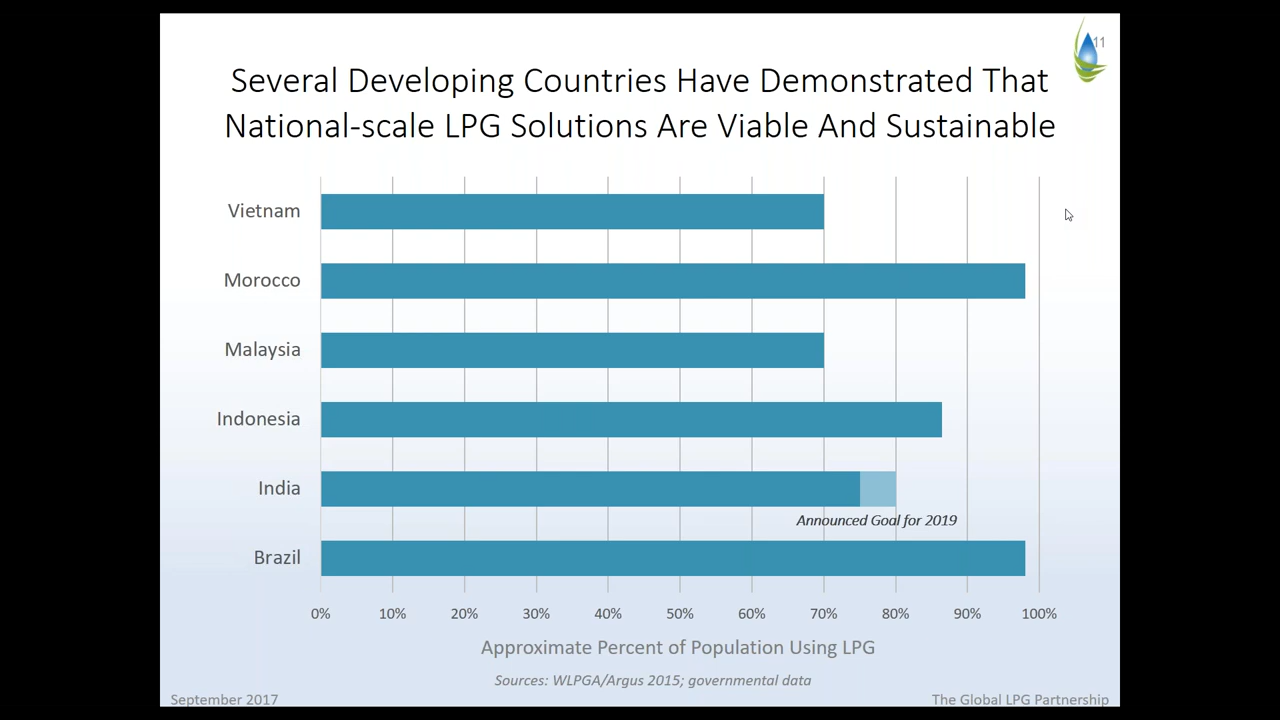 11
Several Developing Countries Have Demonstrated That
National-scale LPG Solutions Are Viable And Sustainable
Vietnam
Morocco
Malaysia
Indonesia
India
Announced Goal for 2019
Brazil
0% 10% 20% 30% 40% 50% 60% 70% 80% 90% 100%
Approximate Percent of Population Using LPG
Sources: WLPGA/Argus 2015; governmental data
September 2017 The Global LPG Partnership